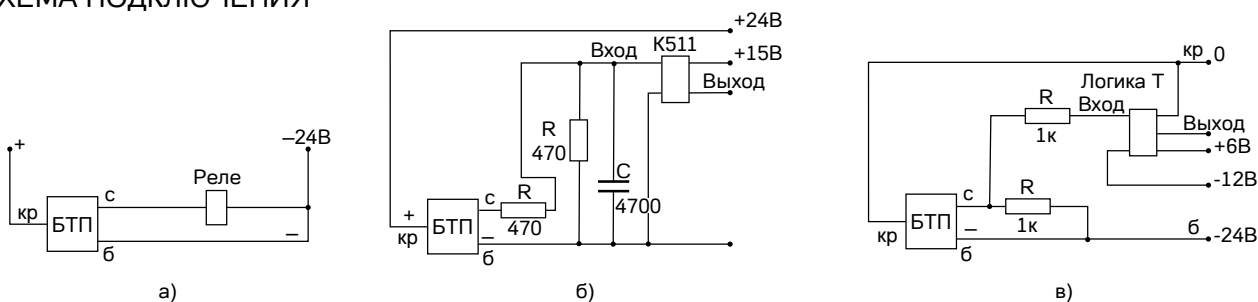 СХЕМА ПОДКЛЮЧЕНИЯ
+
–24В
Реле
с
кр
БТП
–
б
а)
+24В
К511
+15В
Вход
Выход
R
470
С
4700
+
с
R
кр
БТП
470
–
б
б)
кр 0
Логика Т
R
Вход
1к
Выход
+6В
-12В
с
R
БТП
1к
кр
–
б
б
-24В
в)